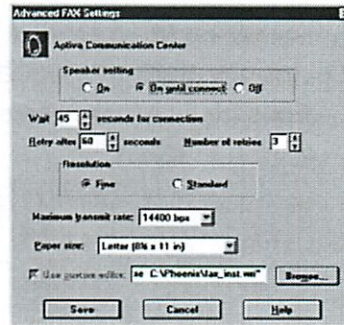 Advanced FAX Settings
Aptiva Communication Center
Speaker setting
On On until connect Off
Wait 45 seconds for connection
Retry after 60 seconds Number of retries 3
Resolution
Fine Standard
Maximum transmit rate: 14400 bps
Paper size: Letter (8½ x 11 in)
Use custom editor: C:\Phoenix\fax_inst.wri"
Browse...
Save Cancel Help